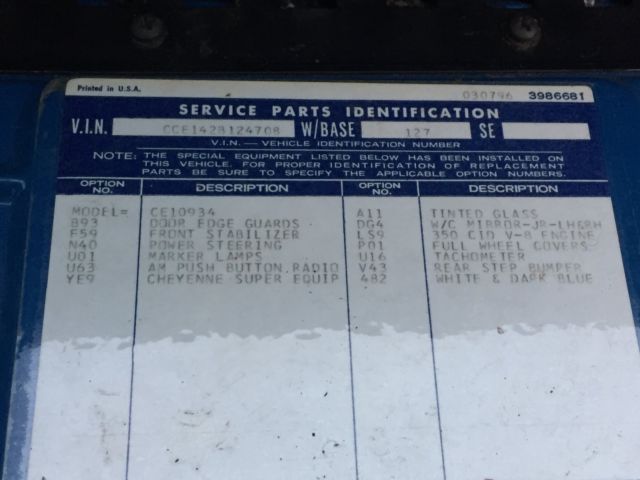 Printed in U.S.A. 030796 3986681
SERVICE PARTS IDENTIFICATION
V.I.N. CCE142B124708 W/BASE 127 SE
V.I.N. — VEHICLE IDENTIFICATION NUMBER
NOTE: THE SPECIAL EQUIPMENT LISTED BELOW HAS BEEN INSTALLED ON
THIS VEHICLE. FOR PROPER IDENTIFICATION OF REPLACEMENT
PARTS BE SURE TO SPECIFY THE APPLICABLE OPTION NUMBERS.
OPTION NO. DESCRIPTION OPTION NO. DESCRIPTION
MODEL= CE10934 A11 TINTED GLASS
B93 DOOR EDGE GUARDS DG4 W/C MIRROR-JR-LH&RH
F59 FRONT STABILIZER LS9 350 CID V-8 ENGINE
N40 POWER STEERING P01 FULL WHEEL COVERS
U01 MARKER LAMPS U16 TACHOMETER
U63 AM PUSH BUTTON RADIO V43 REAR STEP BUMPER
YE9 CHEYENNE SUPER EQUIP 482 WHITE & DARK BLUE